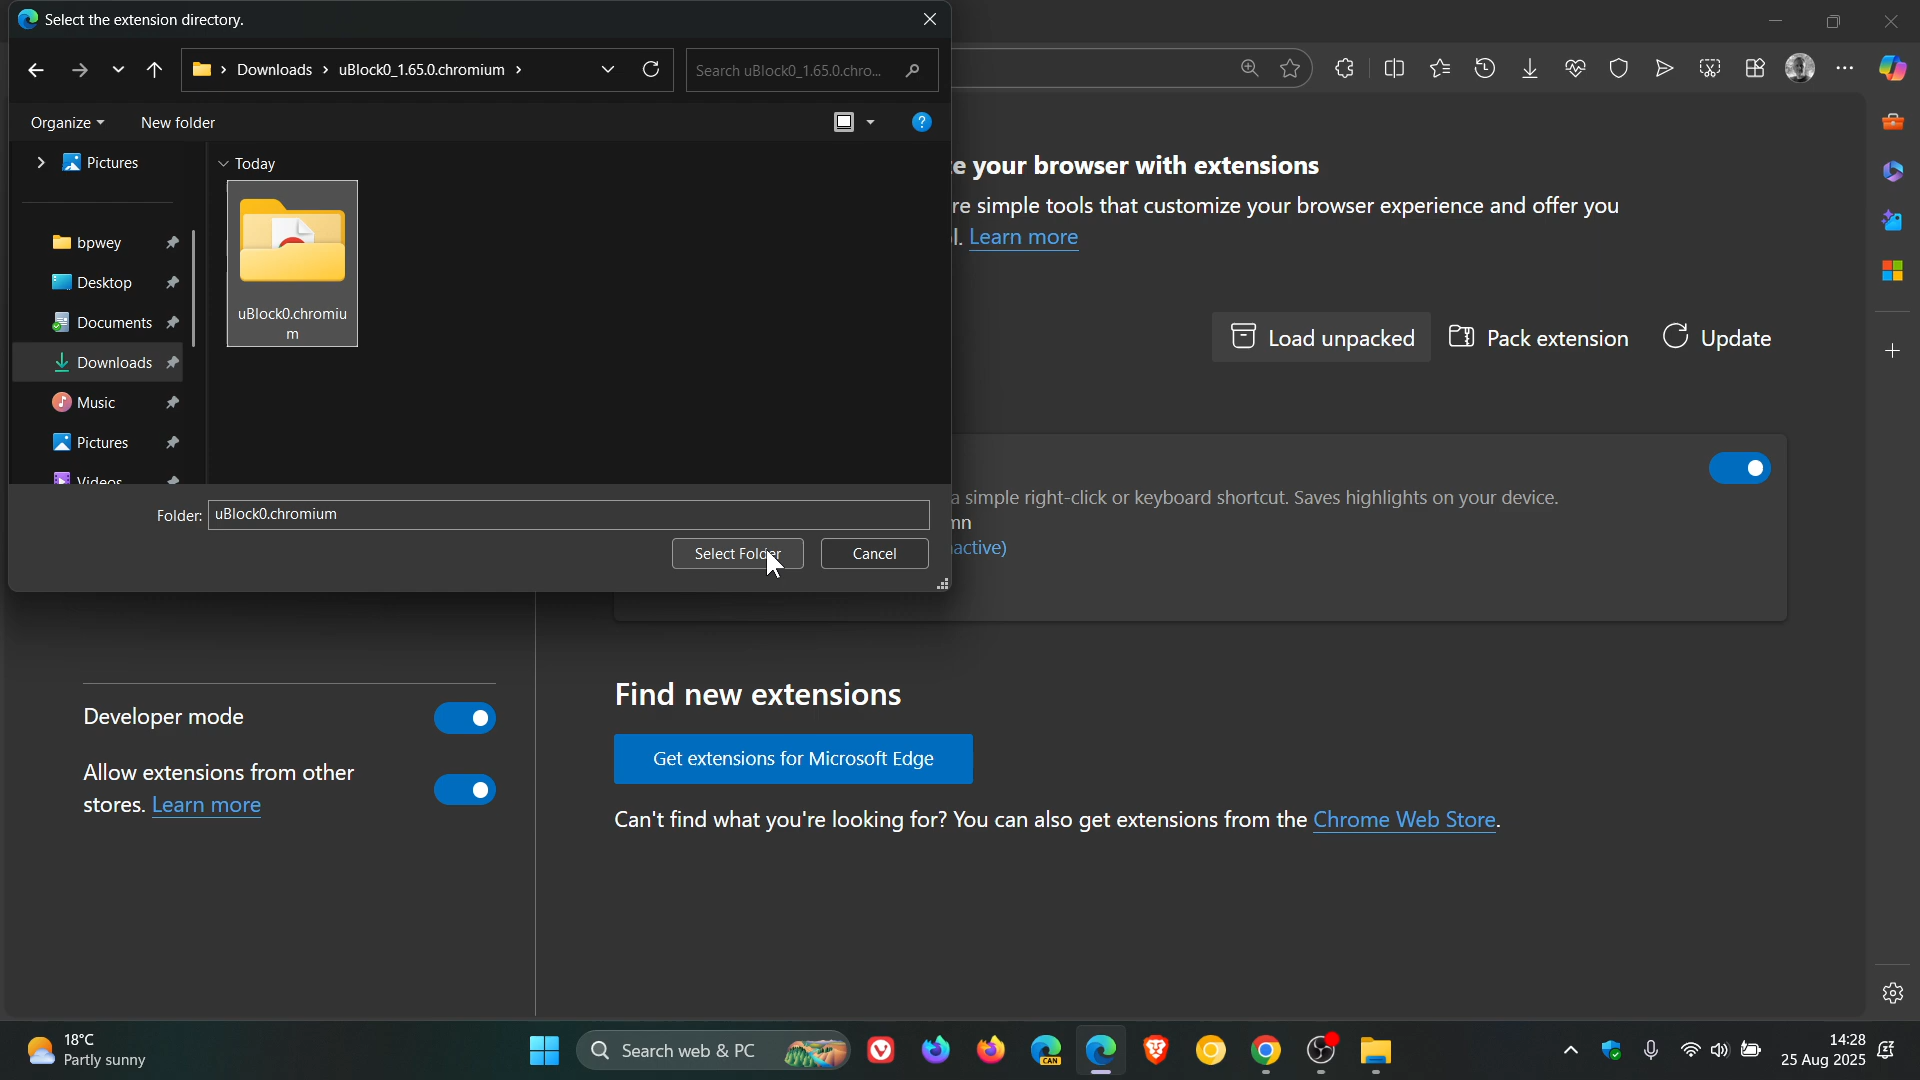 Select the extension directory.
Downloads > uBlock0_1.65.0.chromium >
Search uBlock0_1.65.0.chro...
Organize
New folder
Pictures
bpwey
Desktop
Documents
Downloads
Music
Pictures
Videos
Today
uBlock0.chromiu
m
Folder:
uBlock0.chromium
Select Folder
Cancel
e your browser with extensions
re simple tools that customize your browser experience and offer you
l. Learn more
Load unpacked
Pack extension
Update
a simple right-click or keyboard shortcut. Saves highlights on your device.
mn
active)
Developer mode
Allow extensions from other
stores. Learn more
Find new extensions
Get extensions for Microsoft Edge
Can't find what you're looking for? You can also get extensions from the Chrome Web Store.
18°C
Partly sunny
Search web & PC
CAN
14:28
25 Aug 2025